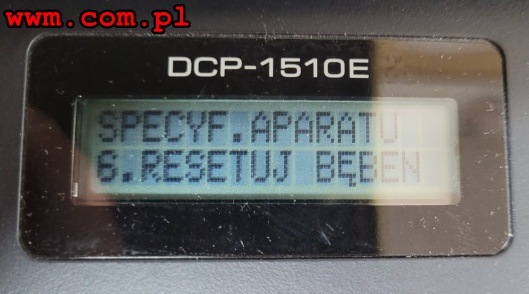 wwm.com.pl
DCP-1510E
SPECYF.APARATU
6.RESETUJ BĘBEN